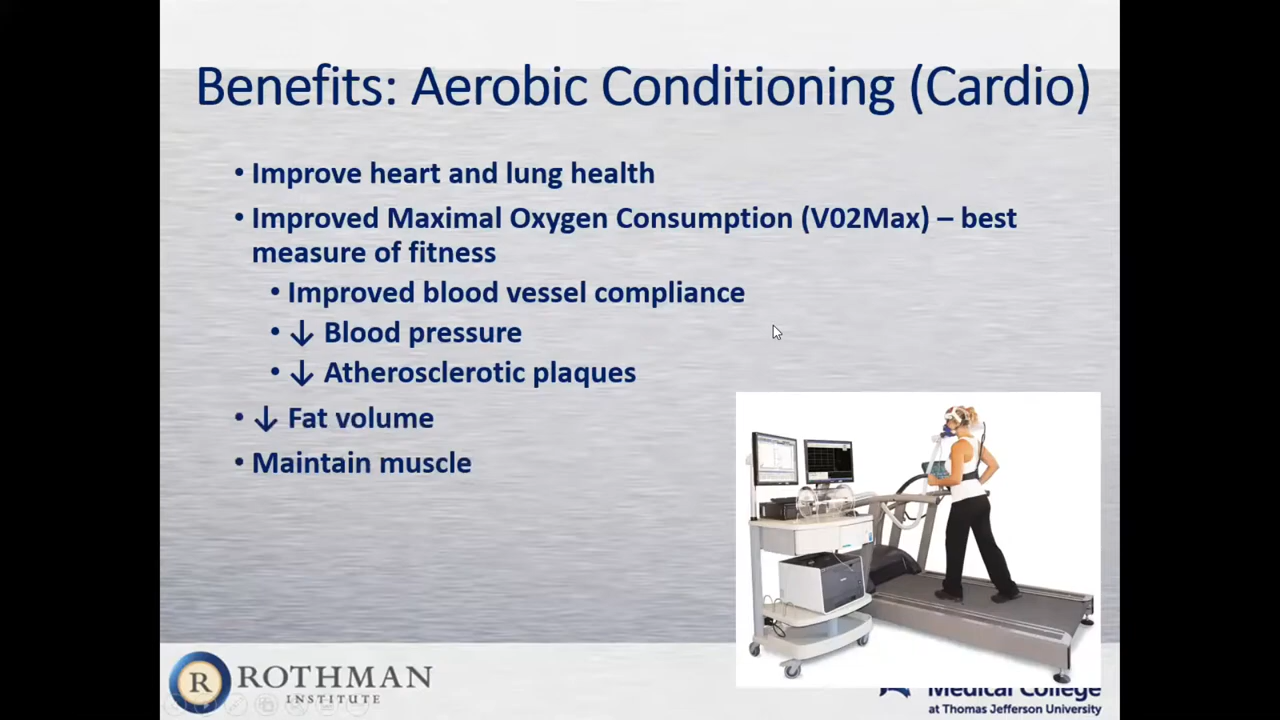 Benefits: Aerobic Conditioning (Cardio)
• Improve heart and lung health
• Improved Maximal Oxygen Consumption (V02Max) – best
measure of fitness
• Improved blood vessel compliance
• ↓ Blood pressure
• ↓ Atherosclerotic plaques
• ↓ Fat volume
• Maintain muscle
R ROTHMAN
INSTITUTE
Medical College
at Thomas Jefferson University